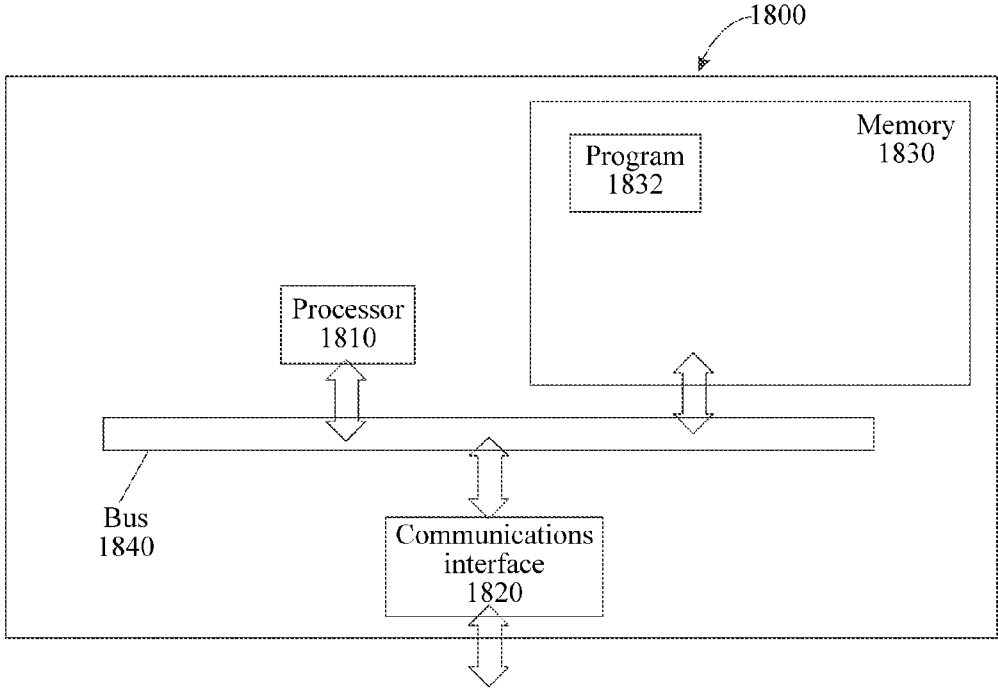 1800
Memory
1830
Program
1832
Processor
1810
Bus
1840
Communications
interface
1820